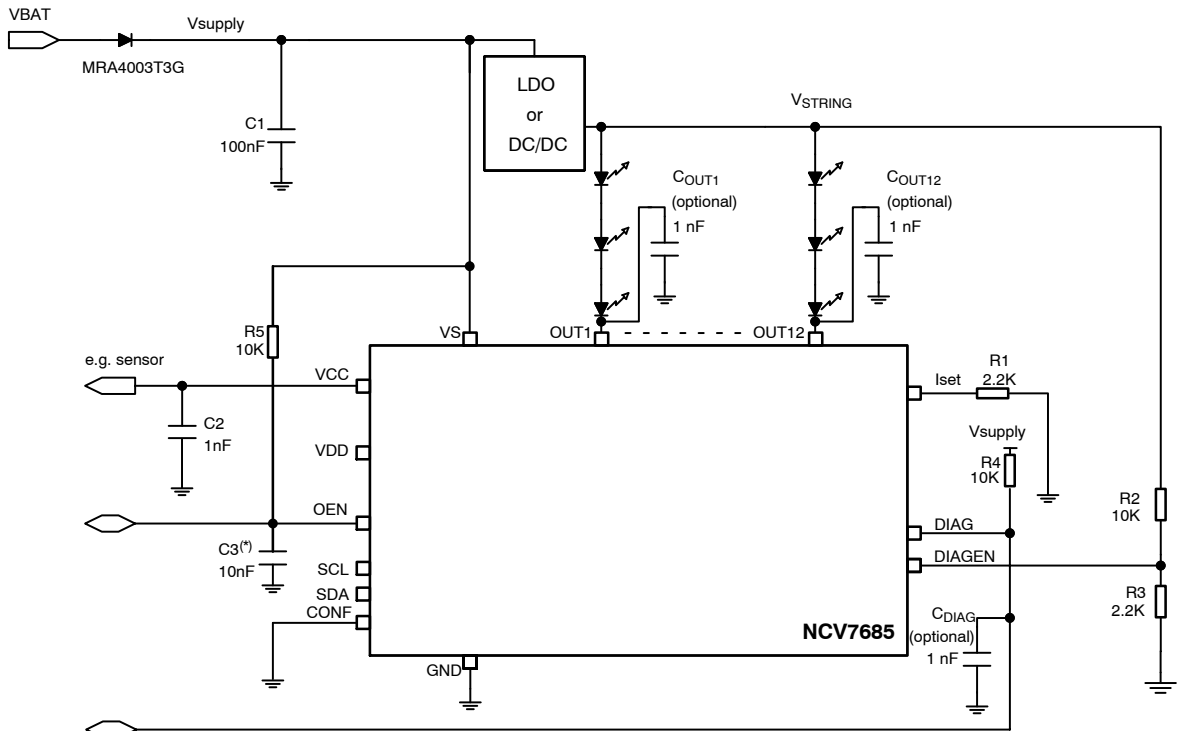 VBAT
Vsupply
MRA4003T3G
C1
100nF
LDO
or
DC/DC
VSTRING
COUT1
(optional)
1 nF
COUT12
(optional)
1 nF
R5
10K
VS
OUT1
OUT12
e.g. sensor
VCC
C2
1nF
VDD
OEN
C3(*)
10nF
SCL
SDA
CONF
GND
NCV7685
Iset
R1
2.2K
Vsupply
R4
10K
DIAG
DIAGEN
R2
10K
R3
2.2K
CDIAG
(optional)
1 nF